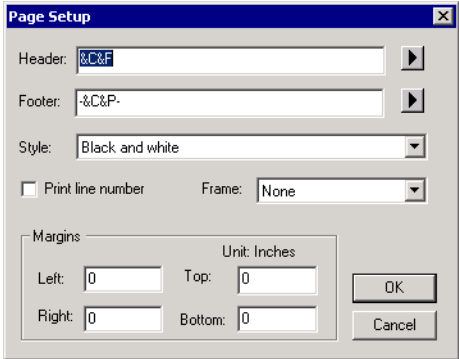 Page Setup
Header: &C&F
Footer: -&C&P-
Style: Black and white
Print line number Frame: None
Margins
Unit: Inches
Left: 0 Top: 0
Right: 0 Bottom: 0
OK
Cancel